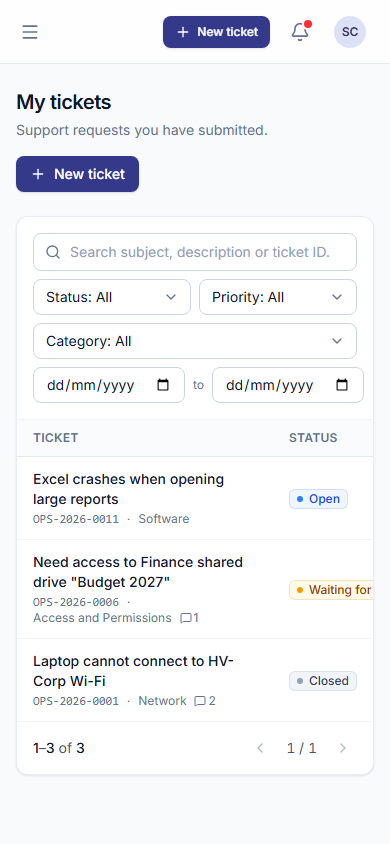 New ticket
SC
My tickets
Support requests you have submitted.
New ticket
Search subject, description or ticket ID.
Status: All
Priority: All
Category: All
dd/mm/yyyy to dd/mm/yyyy
TICKET STATUS
Excel crashes when opening
large reports
Open
OPS-2026-0011 · Software
Need access to Finance shared
drive "Budget 2027"
Waiting for
OPS-2026-0006 ·
Access and Permissions 1
Laptop cannot connect to HV-
Corp Wi-Fi
Closed
OPS-2026-0001 · Network 2
1–3 of 3
1 / 1